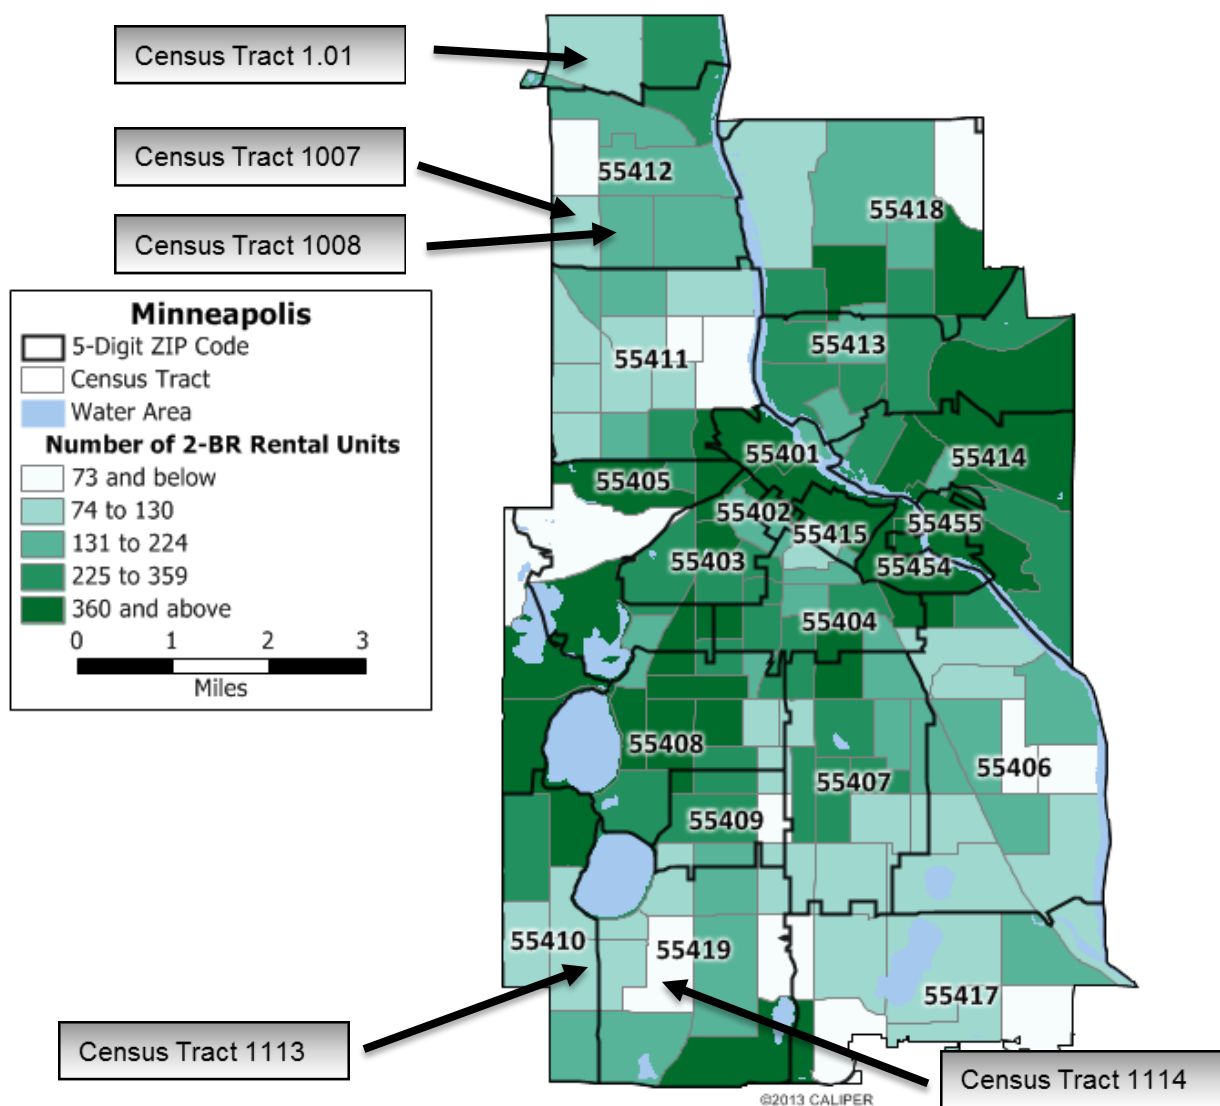 Census Tract 1.01
Census Tract 1007
Census Tract 1008
55412
55418
Minneapolis
5-Digit ZIP Code
Census Tract
Water Area
Number of 2-BR Rental Units
73 and below
74 to 130
131 to 224
225 to 359
360 and above
0 1 2 3
Miles
55411
55413
55401
55414
55405
55402
55415
55455
55403
55454
55404
55408
55406
55407
55409
55410
55419
55417
Census Tract 1113
Census Tract 1114
©2013 CALIPER